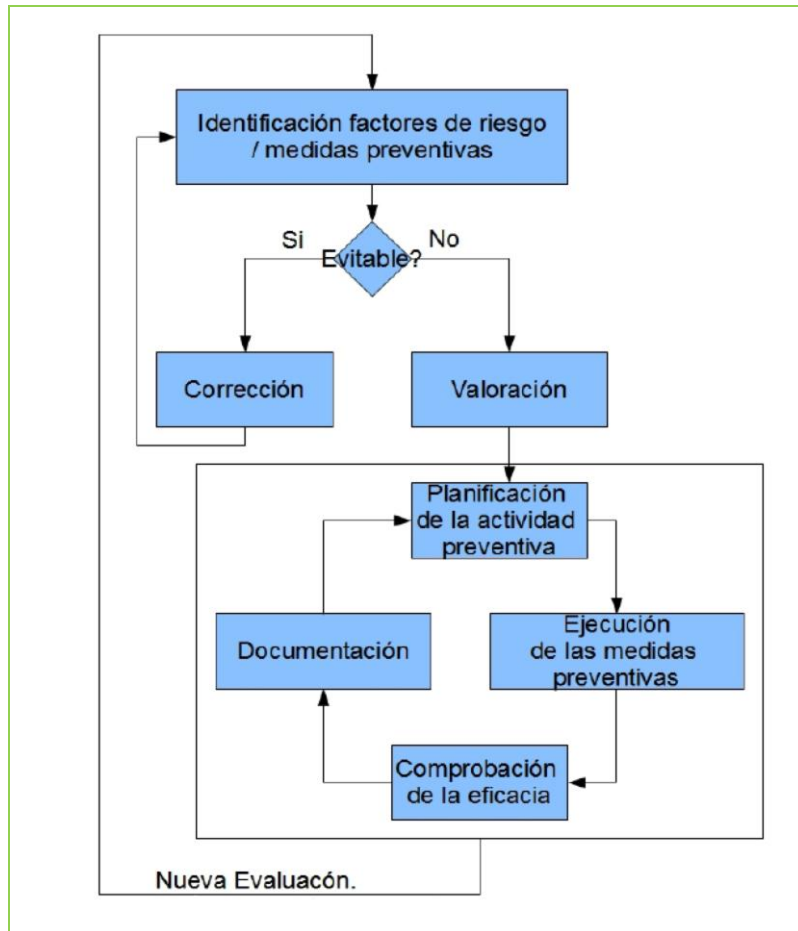 Identificación factores de riesgo
/ medidas preventivas
Si
Evitable?
No
Corrección
Valoración
Planificación
de la actividad
preventiva
Documentación
Ejecución
de las medidas
preventivas
Comprobación
de la eficacia
Nueva Evaluacón.